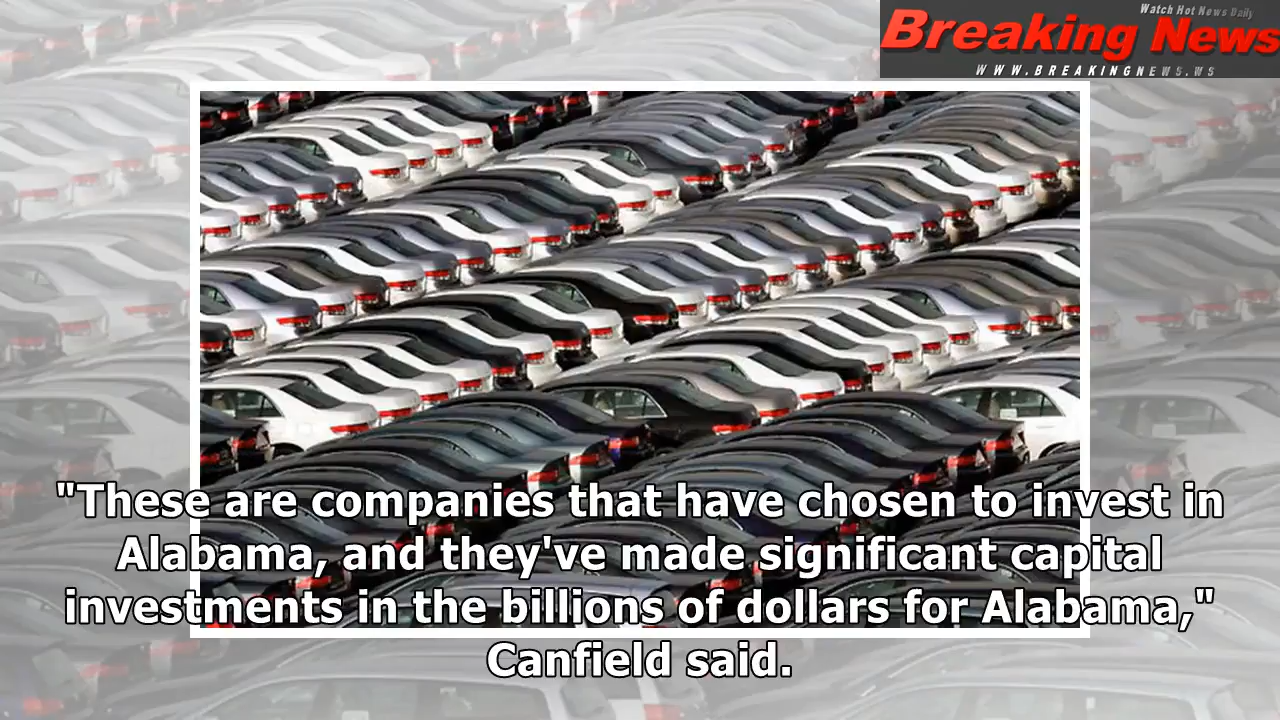 Watch Hot News Daily
Breaking News
WWW.BREAKINGNEWS.WS
"These are companies that have chosen to invest in
Alabama, and they've made significant capital
investments in the billions of dollars for Alabama,"
Canfield said.